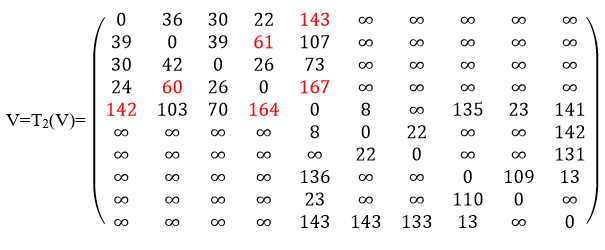 0 36 30 22 143 ∞ ∞ ∞ ∞ ∞
39 0 39 61 107 ∞ ∞ ∞ ∞ ∞
30 42 0 26 73 ∞ ∞ ∞ ∞ ∞
24 60 26 0 167 ∞ ∞ ∞ ∞ ∞
V=T₂(V)= 142 103 70 164 0 8 ∞ 135 23 141
∞ ∞ ∞ ∞ 8 0 22 ∞ ∞ 142
∞ ∞ ∞ ∞ ∞ 22 0 ∞ ∞ 131
∞ ∞ ∞ ∞ 136 ∞ ∞ 0 109 13
∞ ∞ ∞ ∞ 23 ∞ ∞ 110 0 ∞
∞ ∞ ∞ ∞ 143 143 133 13 ∞ 0